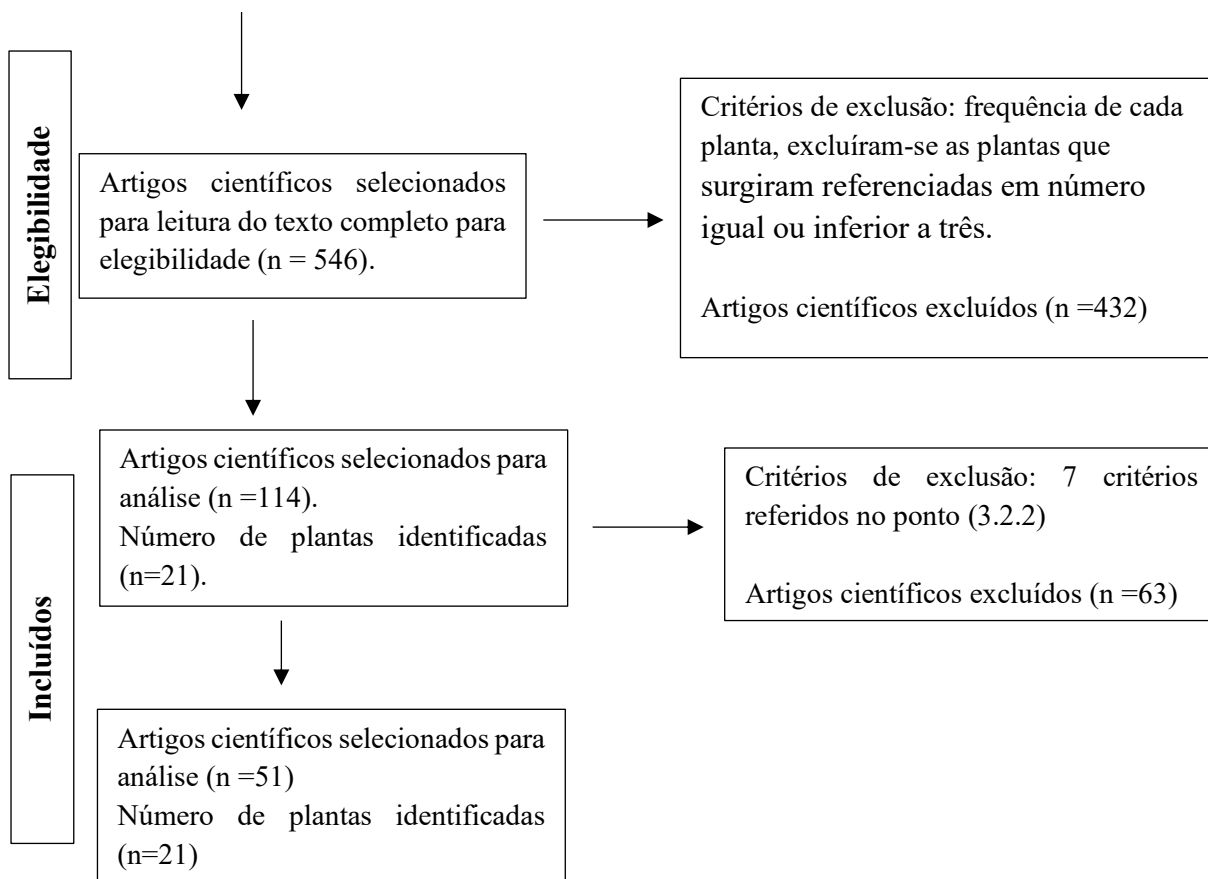 Elegibilidade
Artigos científicos selecionados
para leitura do texto completo para
elegibilidade (n = 546).
Critérios de exclusão: frequência de cada
planta, excluíram-se as plantas que
surgiram referenciadas em número
igual ou inferior a três.
Artigos científicos excluídos (n =432)
Incluídos
Artigos científicos selecionados para
análise (n =114).
Número de plantas identificadas
(n=21).
Critérios de exclusão: 7 critérios
referidos no ponto (3.2.2)
Artigos científicos excluídos (n =63)
Artigos científicos selecionados para
análise (n =51)
Número de plantas identificadas
(n=21)